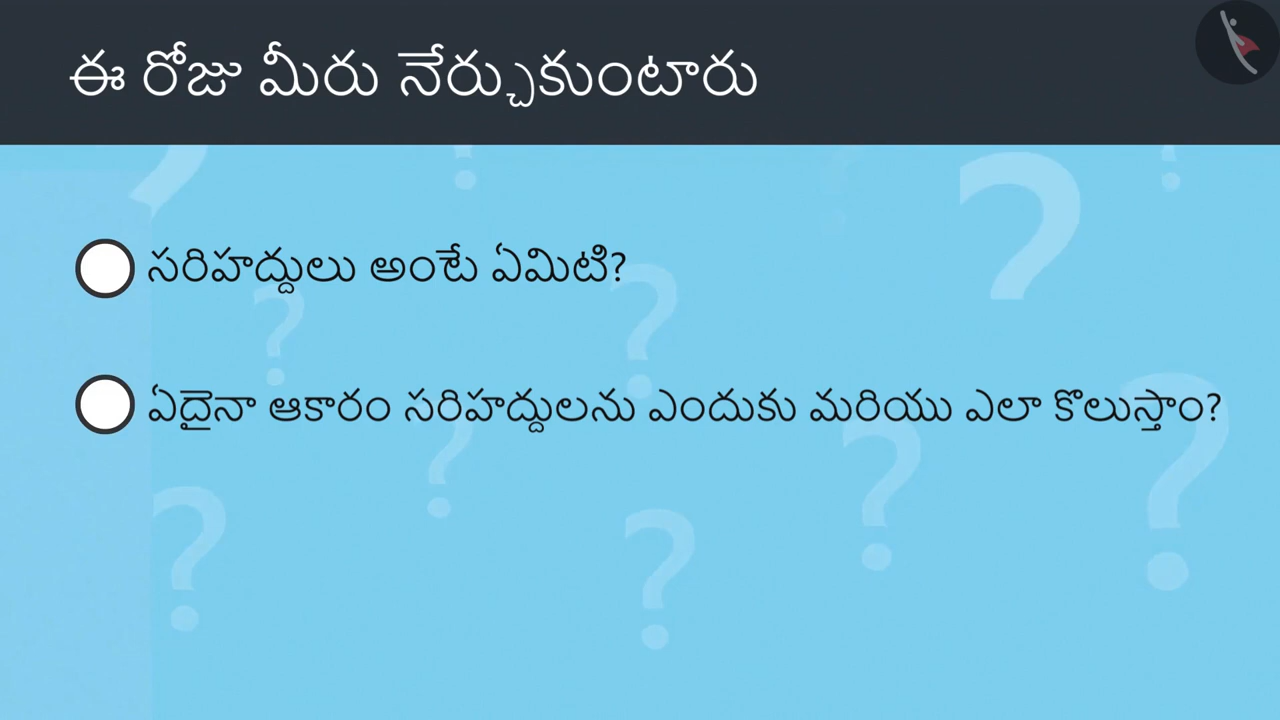 ఈ రోజు మీరు నేర్చుకుంటారు
సరిహద్దులు అంటే ఏమిటి?
ఏదైనా ఆకారం సరిహద్దులను ఎందుకు మరియు ఎలా కొలుస్తాం?